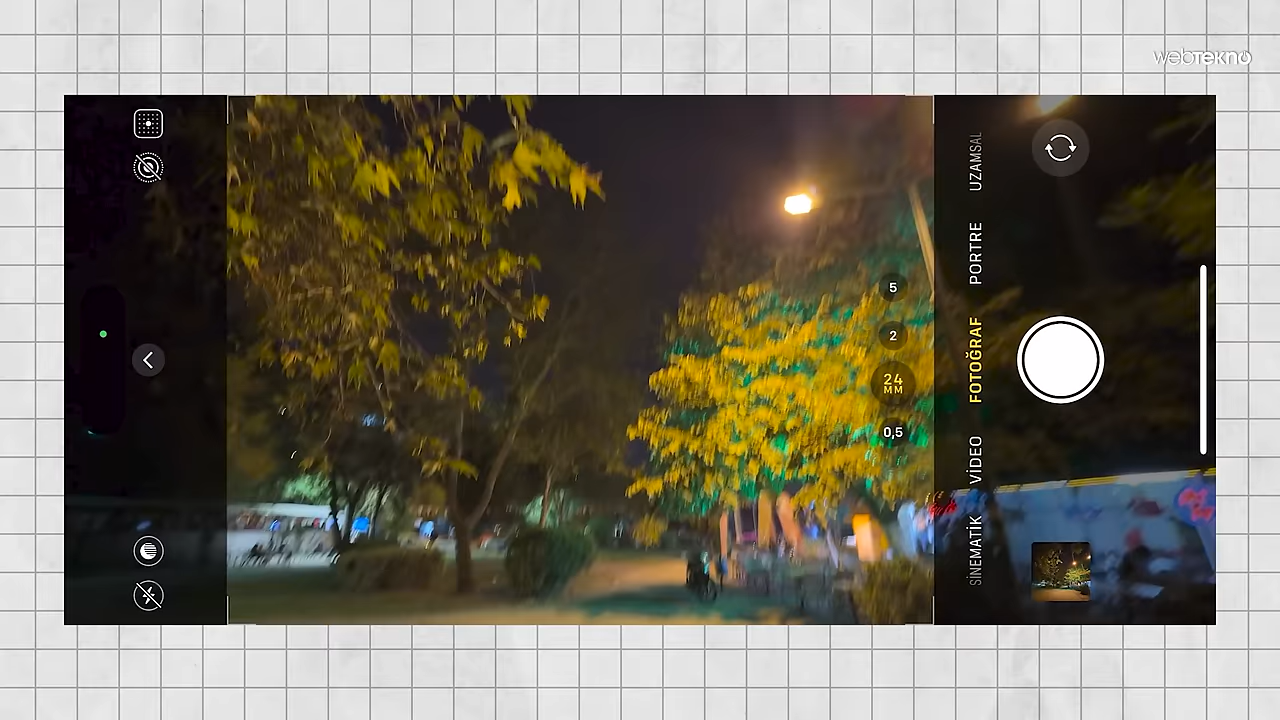 webtekno
UZAMSAL
PORTRE
FOTOĞRAF
VİDEO
SİNEMATİK
5
2
24
MM
0,5